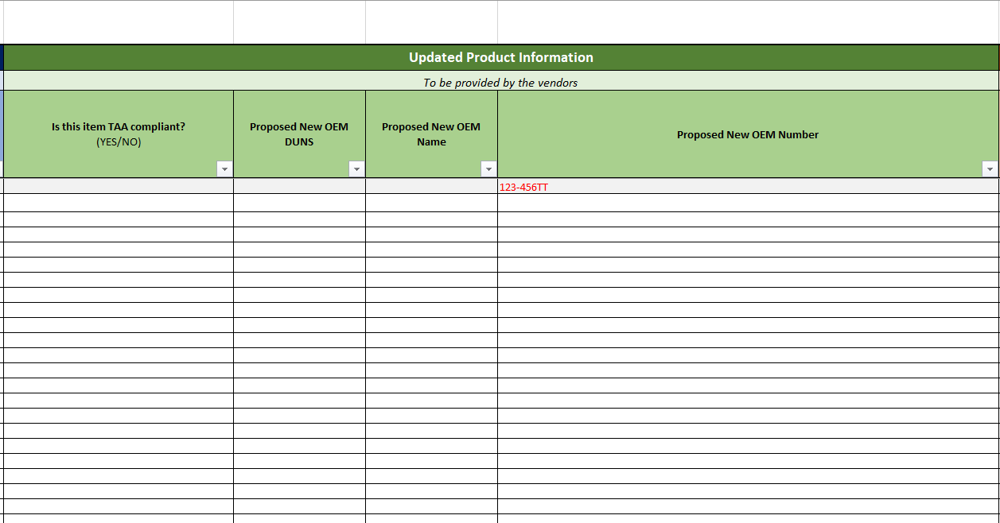 Updated Product Information
To be provided by the vendors
Is this item TAA compliant?
(YES/NO)
Proposed New OEM
DUNS
Proposed New OEM
Name
Proposed New OEM Number
123-456TT